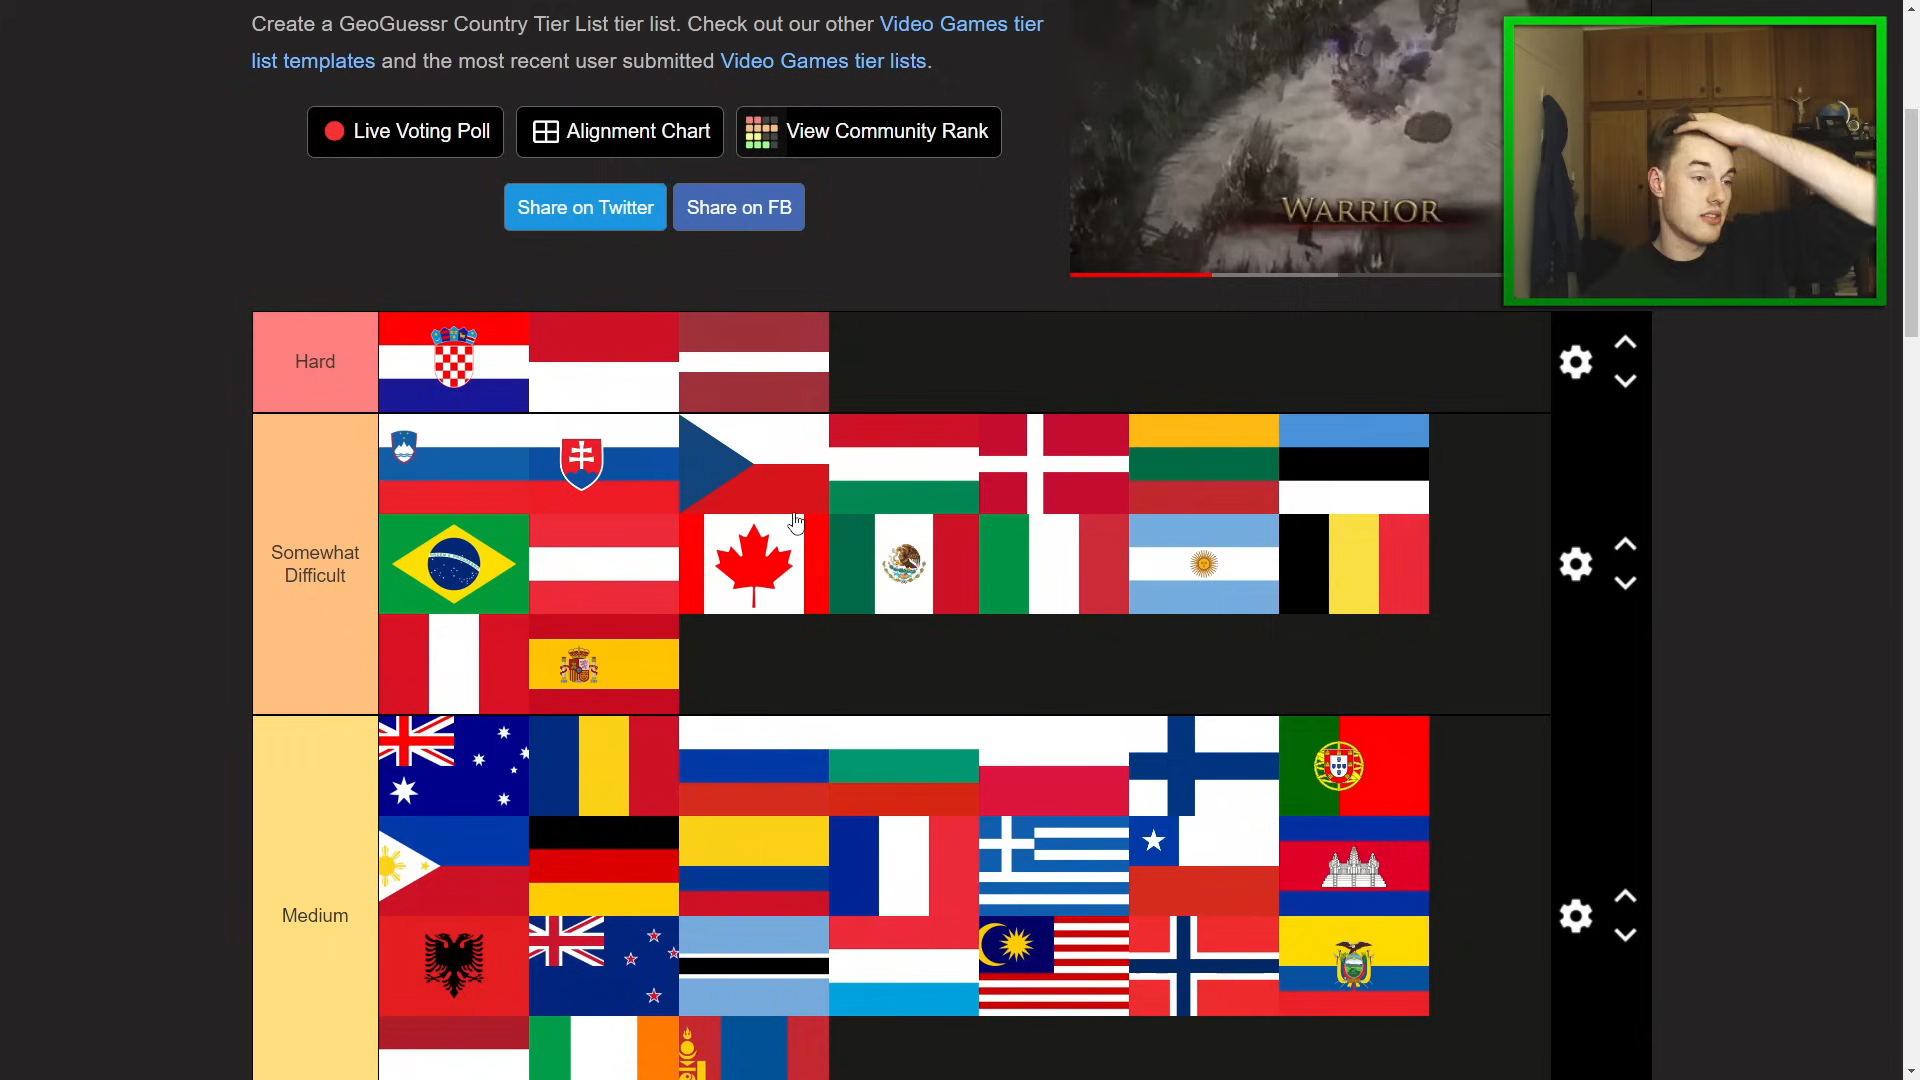 Create a GeoGuessr Country Tier List tier list. Check out our other Video Games tier
list templates and the most recent user submitted Video Games tier lists.
Live Voting Poll
Alignment Chart
View Community Rank
Share on Twitter
Share on FB
WARRIOR
Hard
Somewhat
Difficult
Medium